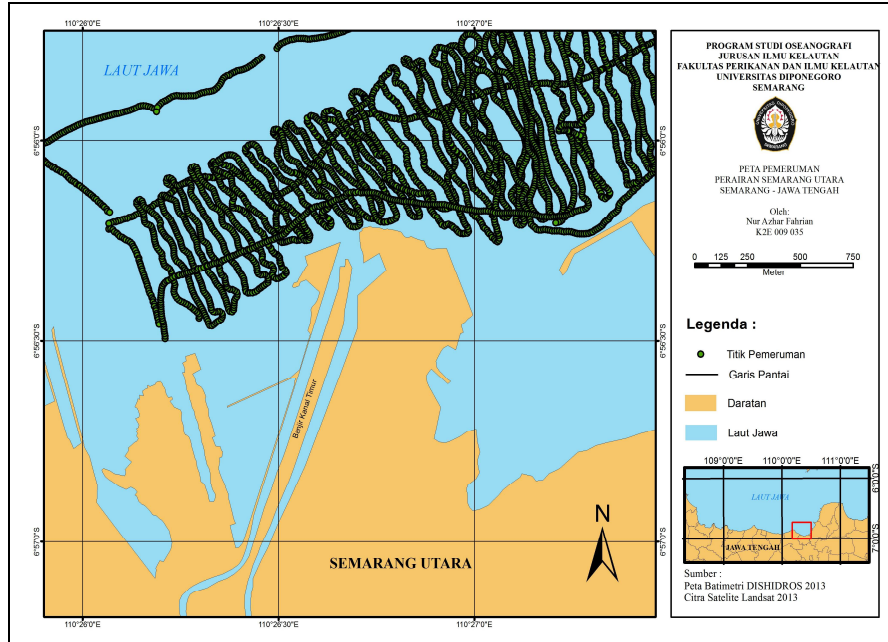 110°26'0"E
110°26'30"E
110°27'0"E
LAUT JAWA
6°56'0"S
6°56'0"S
6°56'30"S
6°56'30"S
6°57'0"S
6°57'0"S
Banjir Kanal Timur
SEMARANG UTARA
N
110°26'0"E
110°26'30"E
110°27'0"E
PROGRAM STUDI OSEANOGRAFI
JURUSAN ILMU KELAUTAN
FAKULTAS PERIKANAN DAN ILMU KELAUTAN
UNIVERSITAS DIPONEGORO
SEMARANG
PETA PEMERUMAN
PERAIRAN SEMARANG UTARA
SEMARANG - JAWA TENGAH
Oleh:
Nur Azhar Fahrian
K2E 009 035
0 125 250 500 750
Meter
Legenda :
Titik Pemeruman
Garis Pantai
Daratan
Laut Jawa
109°0'0"E 110°0'0"E 111°0'0"E
6°0'0"S
LAUT JAWA
7°0'0"S
JAWA TENGAH
Sumber :
Peta Batimetri DISHIDROS 2013
Citra Satelite Landsat 2013